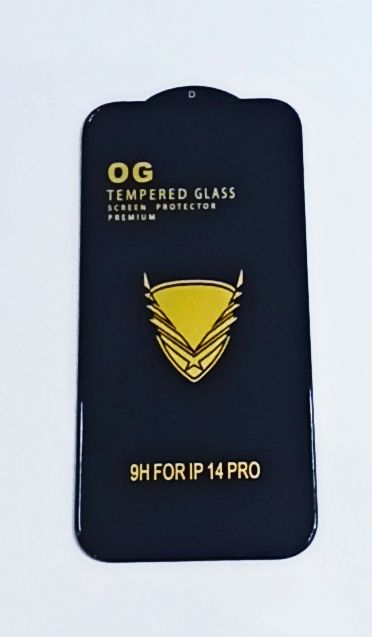 D
OG
TEMPERED GLASS
SCREEN PROTECTOR
PREMIUM
9H FOR IP 14 PRO